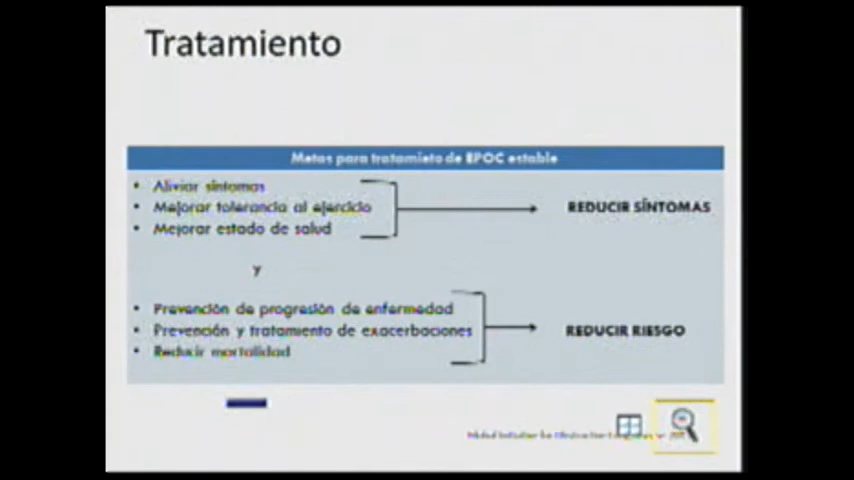 Tratamiento
Metas para tratamieto de EPOC estable
• Aliviar síntomas
• Mejorar tolerancia al ejercicio
• Mejorar estado de salud
REDUCIR SÍNTOMAS
y
• Prevención de progresión de enfermedad
• Prevención y tratamiento de exacerbaciones
• Reducir mortalidad
REDUCIR RIESGO